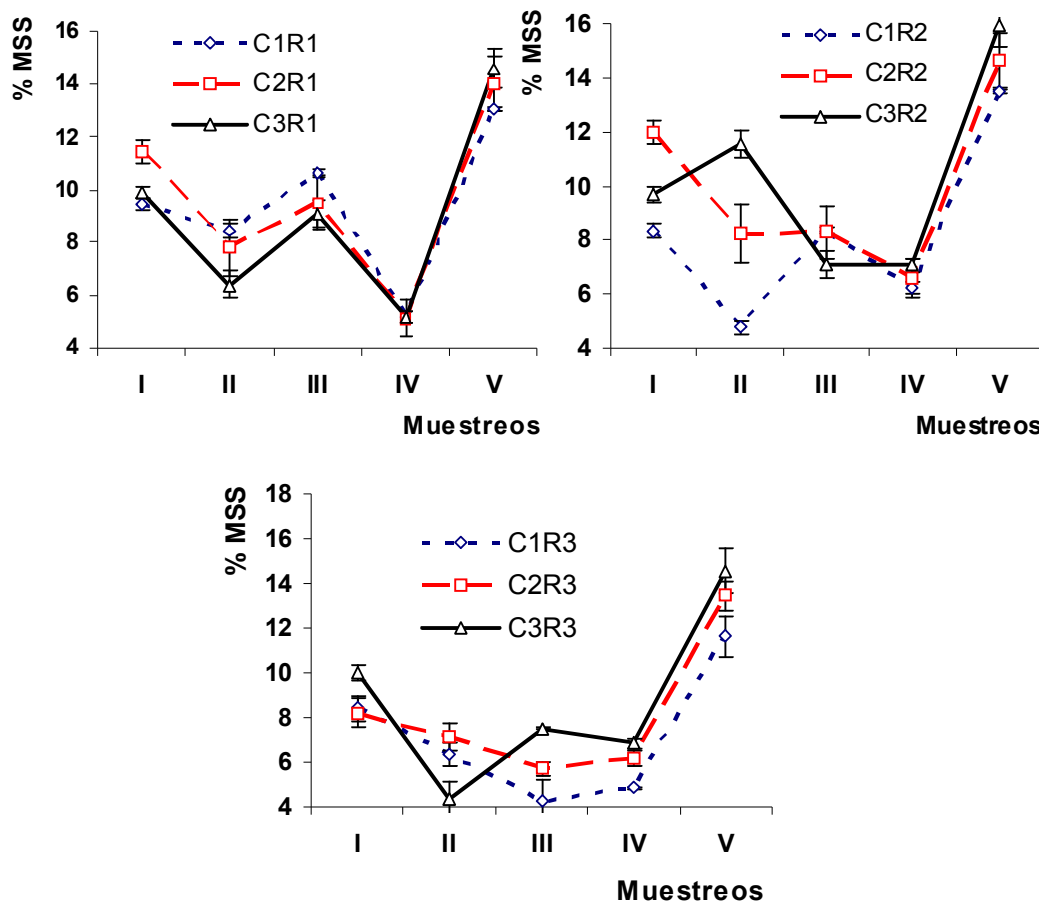 % MSS
16
14
12
10
8
6
4
C1R1
C2R1
C3R1
I II III IV V
Muestreos
% MSS
16
14
12
10
8
6
4
C1R2
C2R2
C3R2
I II III IV V
Muestreos
% MSS
18
16
14
12
10
8
6
4
C1R3
C2R3
C3R3
I II III IV V
Muestreos